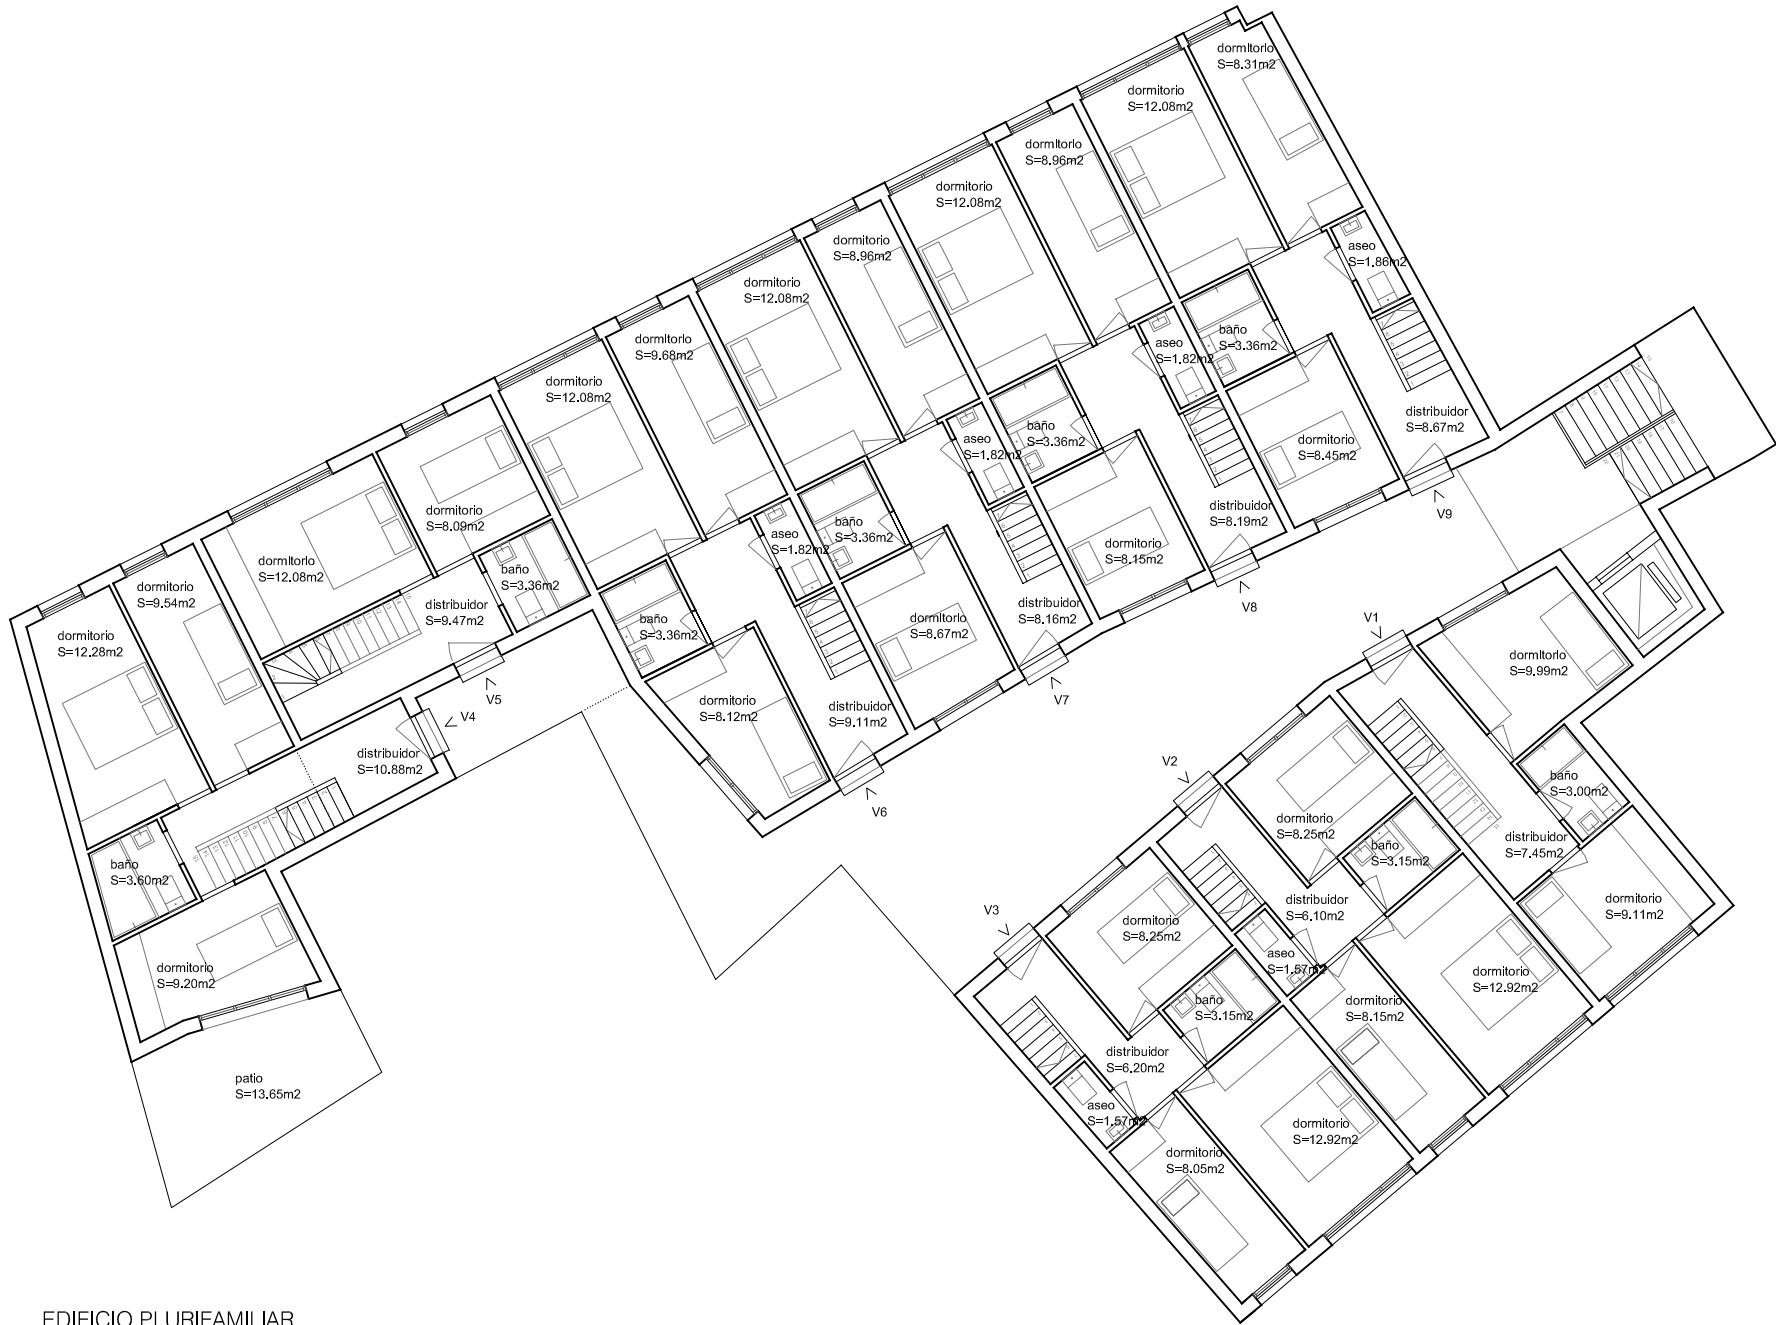 dormitorio
S=8.31m2
dormitorio
S=12.08m2
dormitorio
S=8.96m2
dormitorio
S=12.08m2
dormitorio
S=8.96m2
dormitorio
S=12.08m2
dormitorio
S=9.68m2
dormitorio
S=12.08m2
aseo
S=1.86m2
baño
S=3.36m2
aseo
S=1.82m2
distribuidor
S=8.67m2
dormitorio
S=8.45m2
baño
S=3.36m2
aseo
S=1.82m2
V9
distribuidor
S=8.19m2
dormitorio
S=8.15m2
baño
S=3.36m2
aseo
S=1.82m2
dormitorio
S=8.09m2
dormitorio
S=12.08m2
baño
S=3.36m2
dormitorio
S=9.54m2
distribuidor
S=9.47m2
V8
distribuidor
S=8.16m2
dormitorio
S=8.67m2
baño
S=3.36m2
dormitorio
S=12.28m2
V1
dormitorio
S=9.99m2
V7
V5
V4
dormitorio
S=8.12m2
distribuidor
S=9.11m2
distribuidor
S=10.88m2
V6
V2
baño
S=3.00m2
dormitorio
S=8.25m2
distribuidor
S=7.45m2
baño
S=3.15m2
baño
S=3.60m2
dormitorio
S=9.11m2
distribuidor
S=6.10m2
V3
dormitorio
S=8.25m2
aseo
S=1.57m2
dormitorio
S=9.20m2
dormitorio
S=12.92m2
baño
S=3.15m2
dormitorio
S=8.15m2
distribuidor
S=6.20m2
patio
S=13.65m2
aseo
S=1.57m2
dormitorio
S=12.92m2
dormitorio
S=8.05m2
EDIFICIO PLURIFAMILIAR